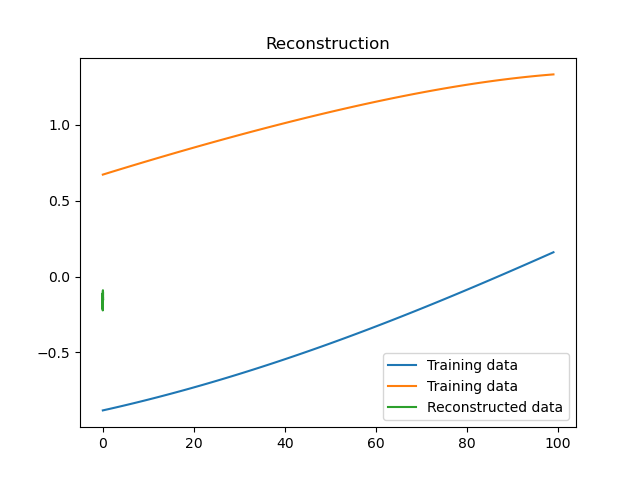 Reconstruction
1.0
0.5
0.0
−0.5
0
20
40
60
80
100
Training data
Training data
Reconstructed data